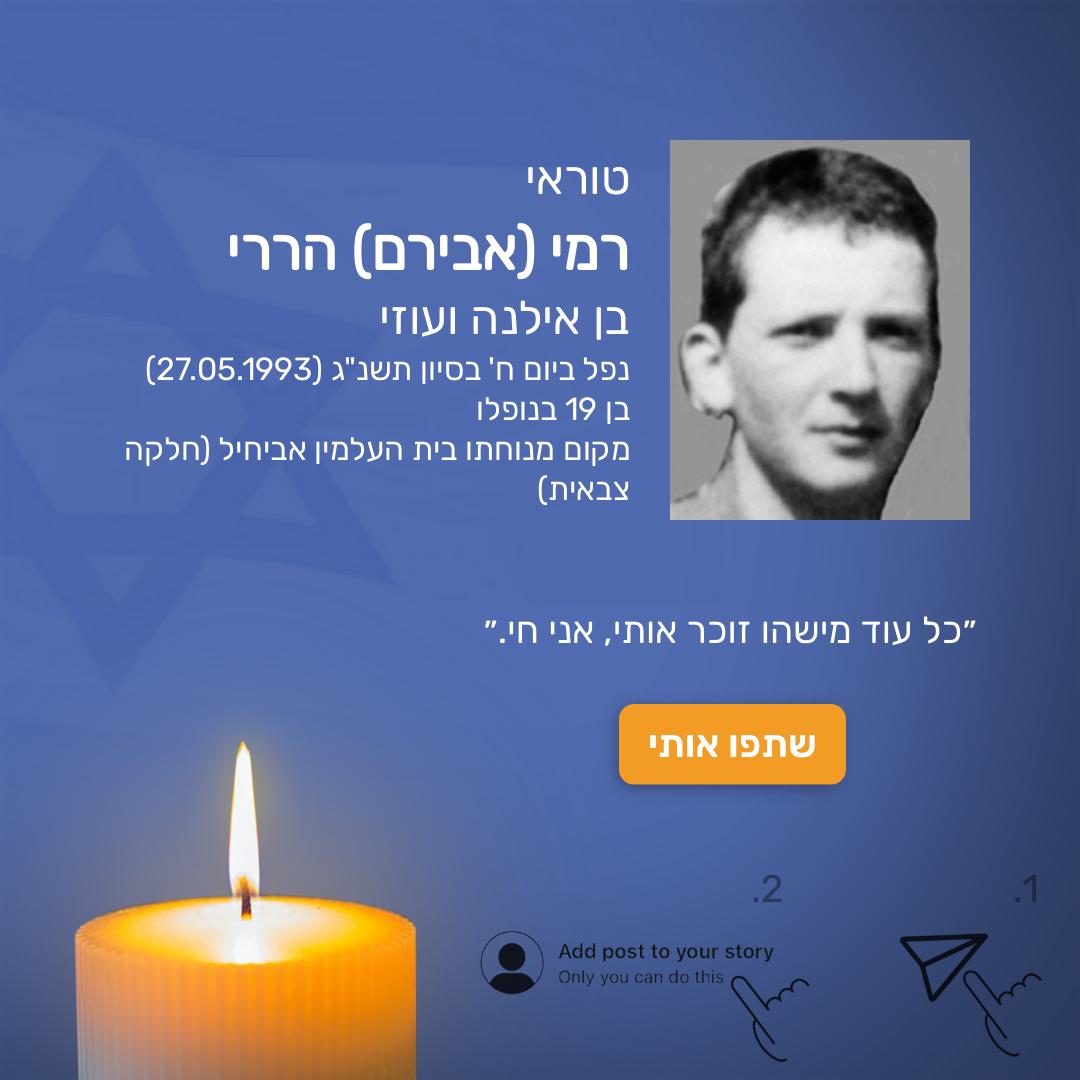 טוראי
רמי (אבירם) הררי
בן אילנה ועוזי
נפל ביום ח' בסיון תשנ"ג (27.05.1993)
בן 19 בנופלו
מקום מנוחתו בית העלמין אביחיל (חלקה
צבאית)
״כל עוד מישהו זוכר אותי, אני חי.״
שתפו אותי
.1
.2
Add post to your story
Only you can do this